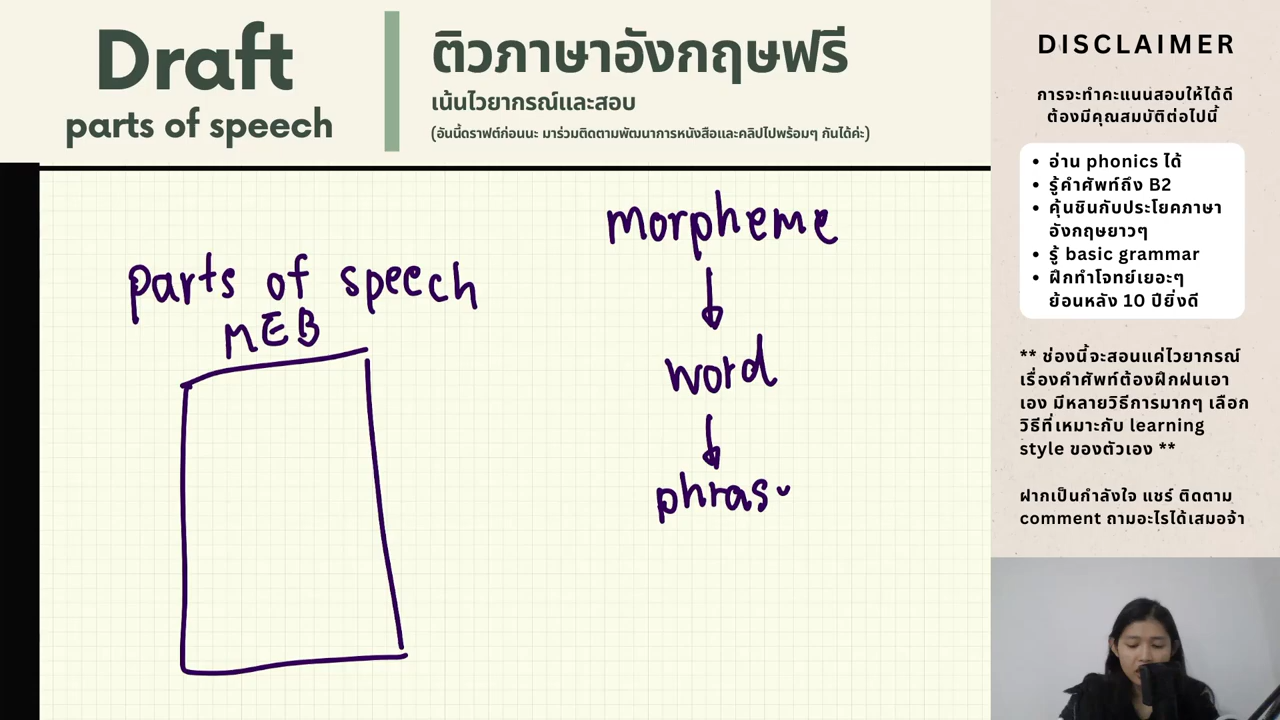 Draft
parts of speech
ติวภาษาอังกฤษฟรี
เน้นไวยากรณ์และสอบ
(อันนี้ดราฟต์ก่อนนะ มาร่วมติดตามพัฒนาการหนังสือและคลิปไปพร้อมๆ กันได้ค่ะ)
parts of speech
MEB
morpheme
word
phras
DISCLAIMER
การจะทำคะแนนสอบให้ได้ดี
ต้องมีคุณสมบัติต่อไปนี้
• อ่าน phonics ได้
• รู้คำศัพท์ถึง B2
• คุ้นชินกับประโยคภาษา
อังกฤษยาวๆ
• รู้ basic grammar
• ฝึกทำโจทย์เยอะๆ
ย้อนหลัง 10 ปียิ่งดี
** ช่องนี้จะสอนแค่ไวยากรณ์
เรื่องคำศัพท์ต้องฝึกฝนเอา
เอง มีหลายวิธีการมากๆ เลือก
วิธีที่เหมาะกับ learning
style ของตัวเอง **
ฝากเป็นกำลังใจ แชร์ ติดตาม
comment ถามอะไรได้เสมอจ้า